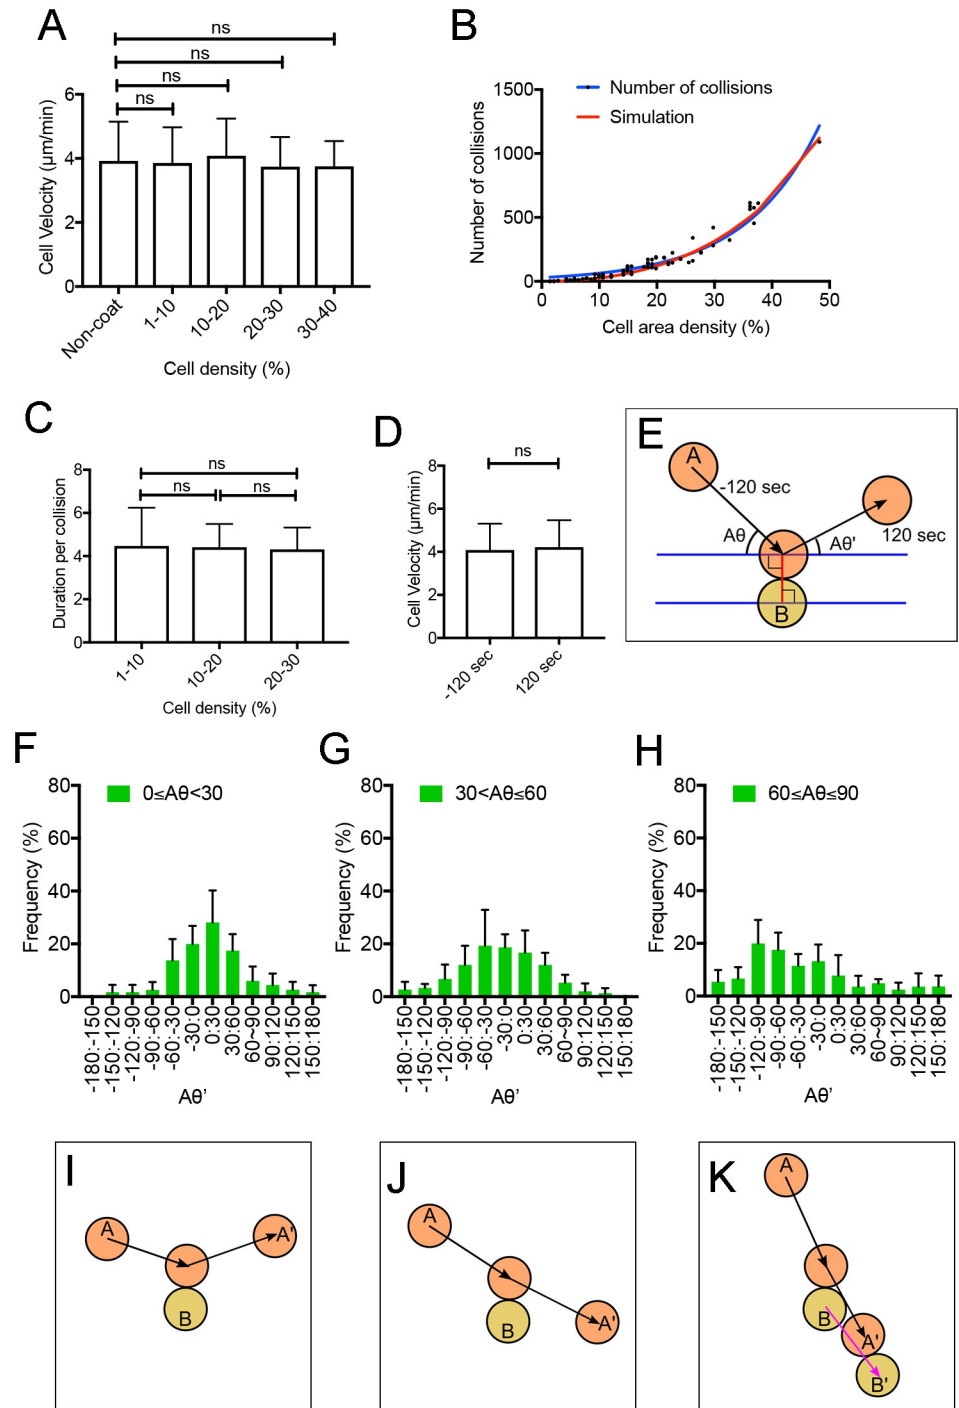 A
ns
ns
ns
ns
Cell Velocity (μm/min)
6
4
2
0
Non-coat
1-10
10-20
20-30
30-40
Cell density (%)
B
Number of collisions
Simulation
Number of collisions
1500
1000
500
0
0
10
20
30
40
50
Cell area density (%)
C
ns
ns
ns
Duration per collision
8
6
4
2
0
1-10
10-20
20-30
Cell density (%)
D
ns
Cell Velocity (μm/min)
8
6
4
2
0
-120 sec
120 sec
E
A
-120 sec
Aθ
Aθ'
120 sec
B
F
0≤Aθ<30
Frequency (%)
80
60
40
20
0
-180:-150
-150:-120
-120:-90
-90:-60
-60:-30
-30:0
0:30
30:60
60~90
90:120
120:150
150:180
Aθ’
G
30<Aθ≤60
Frequency (%)
80
60
40
20
0
-180:-150
-150:-120
-120:-90
-90:-60
-60:-30
-30:0
0:30
30:60
60~90
90:120
120:150
150:180
Aθ’
H
60≤Aθ≤90
Frequency (%)
80
60
40
20
0
-180:-150
-150:-120
-120:-90
-90:-60
-60:-30
-30:0
0:30
30:60
60~90
90:120
120:150
150:180
Aθ’
I
A
A'
B
J
A
B
A'
K
A
B
A'
B'